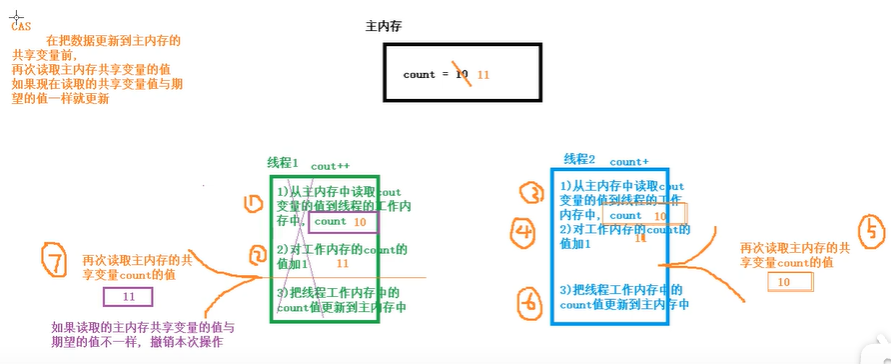 CAS
在把数据更新到主内存的
共享变量前,
再次读取主内存共享变量的值
如果现在读取的共享变量值与期
望的值一样就更新
主内存
count = 10 11
线程1 cout++
① 1)从主内存中读取cout
变量的值到线程的工作内
存中, count 10
② 2)对工作内存的count的
值加1 11
3)把线程工作内存中的
count值更新到主内存中
⑦ 再次读取主内存的共
享变量count的值
11
如果读取的主内存共享变量的值与
期望的值不一样, 撤销本次操作
线程2 count+
③ 1)从主内存中读取cout
变量的值到线程的工作
内存中, count 10
④ 2)对工作内存的count的
值加1
3)把线程工作内存中的
⑥ count值更新到主内存中
⑤ 再次读取主内存的共
享变量count的值
10